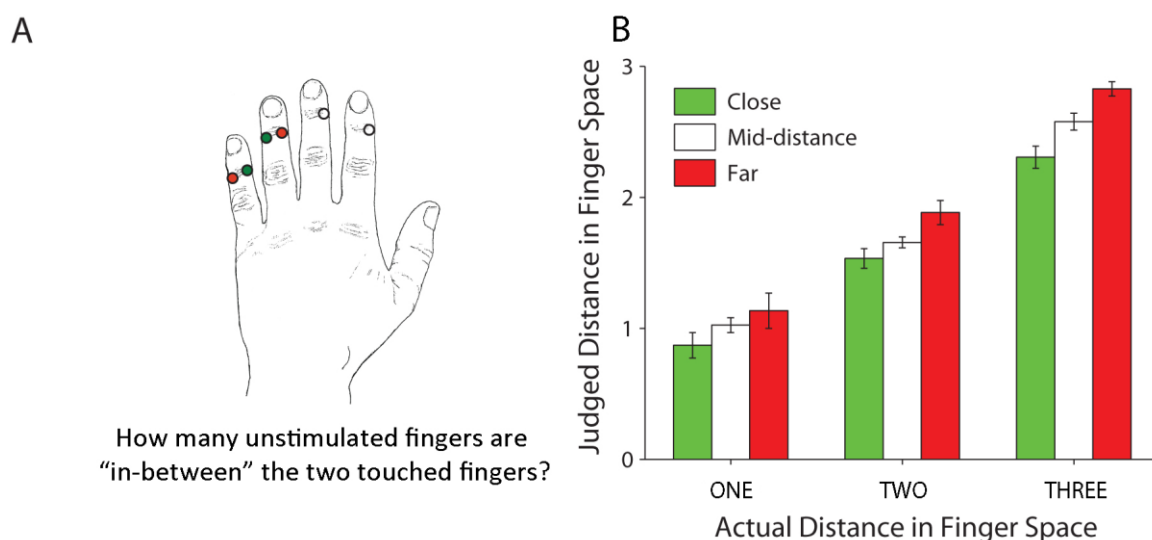 A
How many unstimulated fingers are
“in-between” the two touched fingers?
B
Judged Distance in Finger Space
3
2
1
0
Close
Mid-distance
Far
ONE TWO THREE
Actual Distance in Finger Space